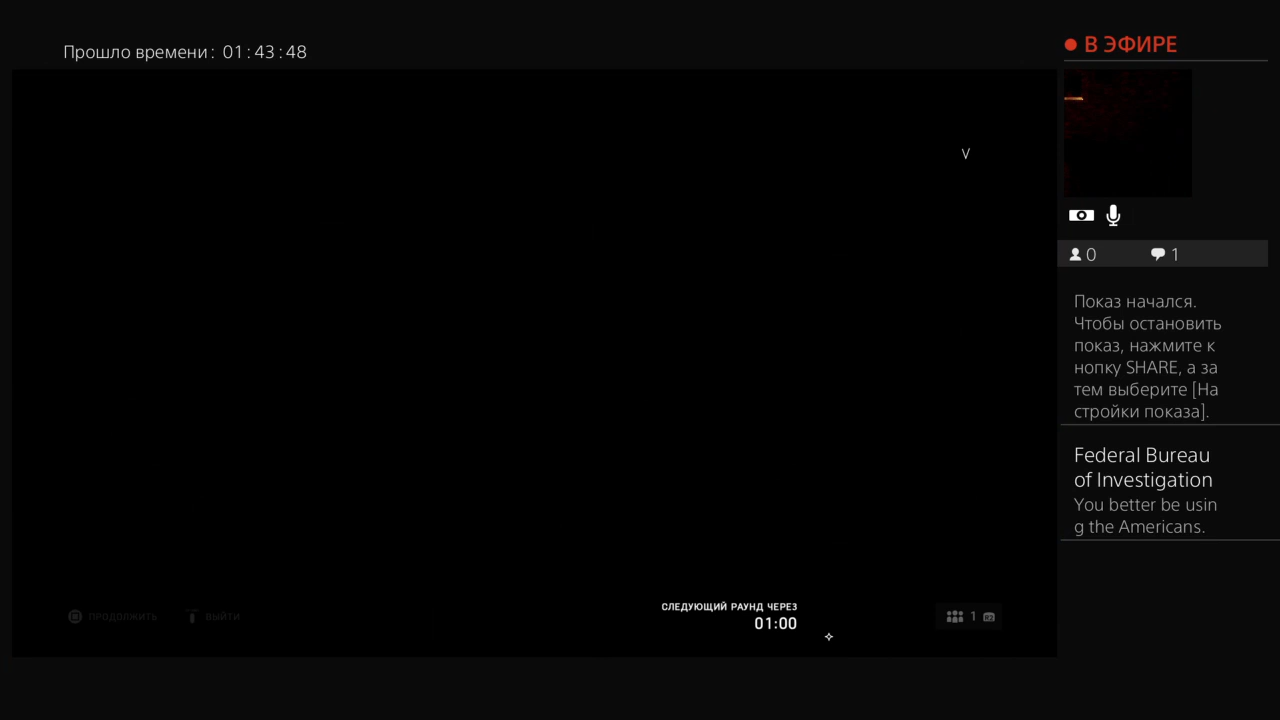 Прошло времени: 01:43:48
В ЭФИРЕ
V
0 1
Показ начался.
Чтобы остановить
показ, нажмите к
нопку SHARE, а за
тем выберите [На
стройки показа].
Federal Bureau
of Investigation
You better be usin
g the Americans.
ПРОДОЛЖИТЬ ВЫЙТИ
СЛЕДУЮЩИЙ РАУНД ЧЕРЕЗ
01:00
1 R2